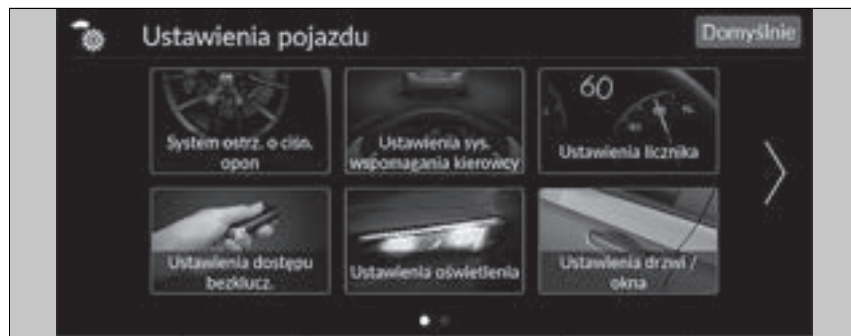 Ustawienia pojazdu
Domyślnie
System ostrz. o ciśn.
opon
Ustawienia sys.
wspomagania kierowcy
60
Ustawienia licznika
Ustawienia dostępu
bezklucz.
Ustawienia oświetlenia
Ustawienia drzwi /
okna